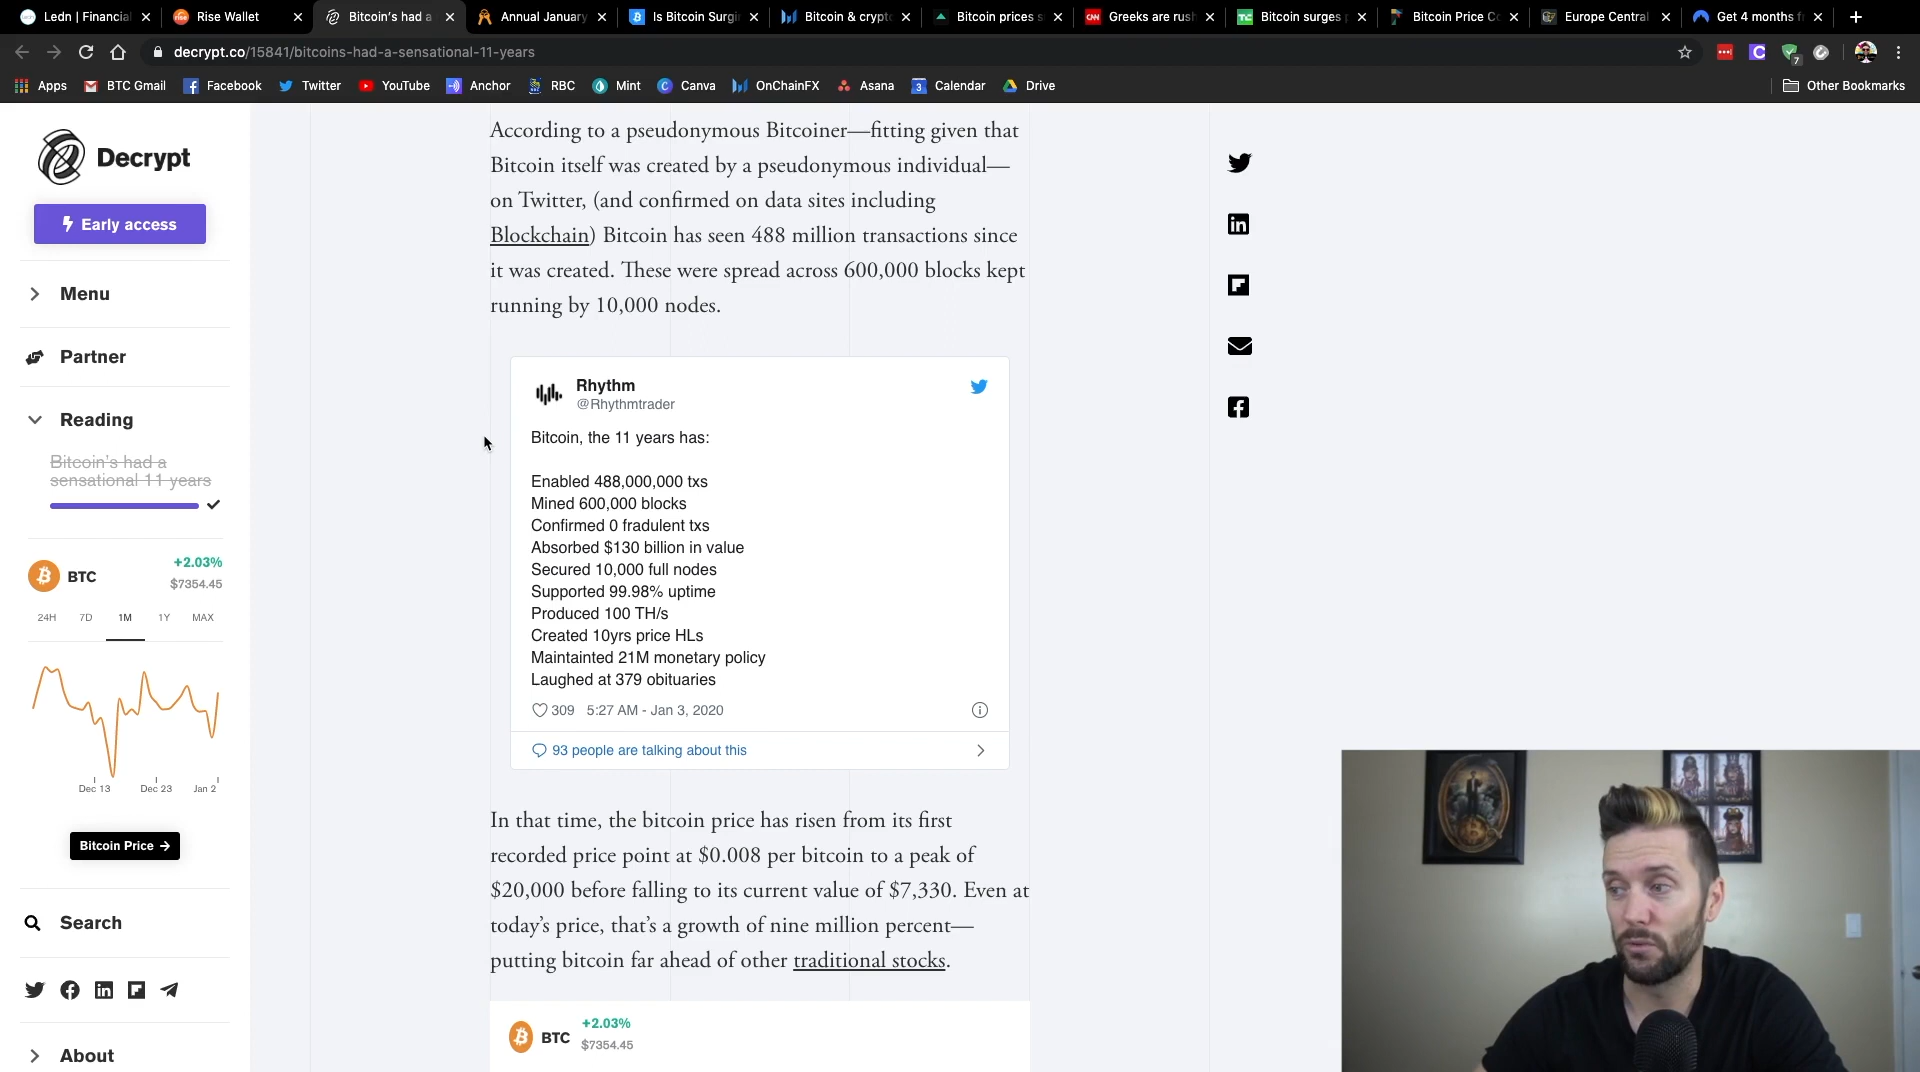 Ledn | Financial
Rise Wallet
Bitcoin's had a
Annual January
Is Bitcoin Surgi
Bitcoin & crypto
Bitcoin prices s
Greeks are rush
Bitcoin surges p
Bitcoin Price Co
Europe Central
Get 4 months f
decrypt.co/15841/bitcoins-had-a-sensational-11-years
7
Apps
BTC Gmail
Facebook
Twitter
YouTube
Anchor
RBC
Mint
Canva
OnChainFX
Asana
3
Calendar
Drive
Other Bookmarks
Decrypt
Early access
Menu
Partner
Reading
Bitcoin's had a
sensational 11 years
BTC
+2.03%
$7354.45
24H 7D 1M 1Y MAX
Dec 13 Dec 23 Jan 2
Bitcoin Price →
Search
About
According to a pseudonymous Bitcoiner—fitting given that
Bitcoin itself was created by a pseudonymous individual—
on Twitter, (and confirmed on data sites including
Blockchain) Bitcoin has seen 488 million transactions since
it was created. These were spread across 600,000 blocks kept
running by 10,000 nodes.
Rhythm
@Rhythmtrader
Bitcoin, the 11 years has:
Enabled 488,000,000 txs
Mined 600,000 blocks
Confirmed 0 fradulent txs
Absorbed $130 billion in value
Secured 10,000 full nodes
Supported 99.98% uptime
Produced 100 TH/s
Created 10yrs price HLs
Maintainted 21M monetary policy
Laughed at 379 obituaries
309 5:27 AM - Jan 3, 2020
93 people are talking about this
In that time, the bitcoin price has risen from its first
recorded price point at $0.008 per bitcoin to a peak of
$20,000 before falling to its current value of $7,330. Even at
today's price, that's a growth of nine million percent—
putting bitcoin far ahead of other traditional stocks.
BTC
+2.03%
$7354.45